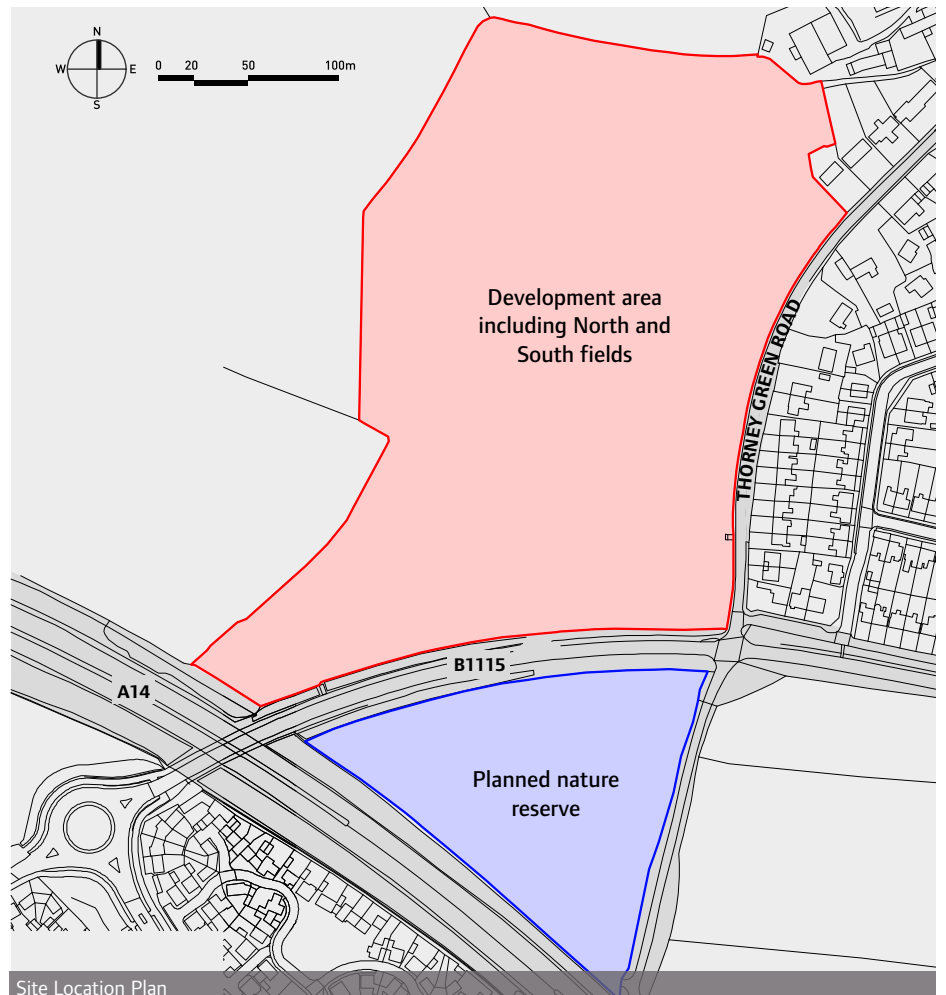 N
W E
S
0 20 50 100m
Development area
including North and
South fields
THORNEY GREEN ROAD
B1115
A14
Planned nature
reserve
Site Location Plan